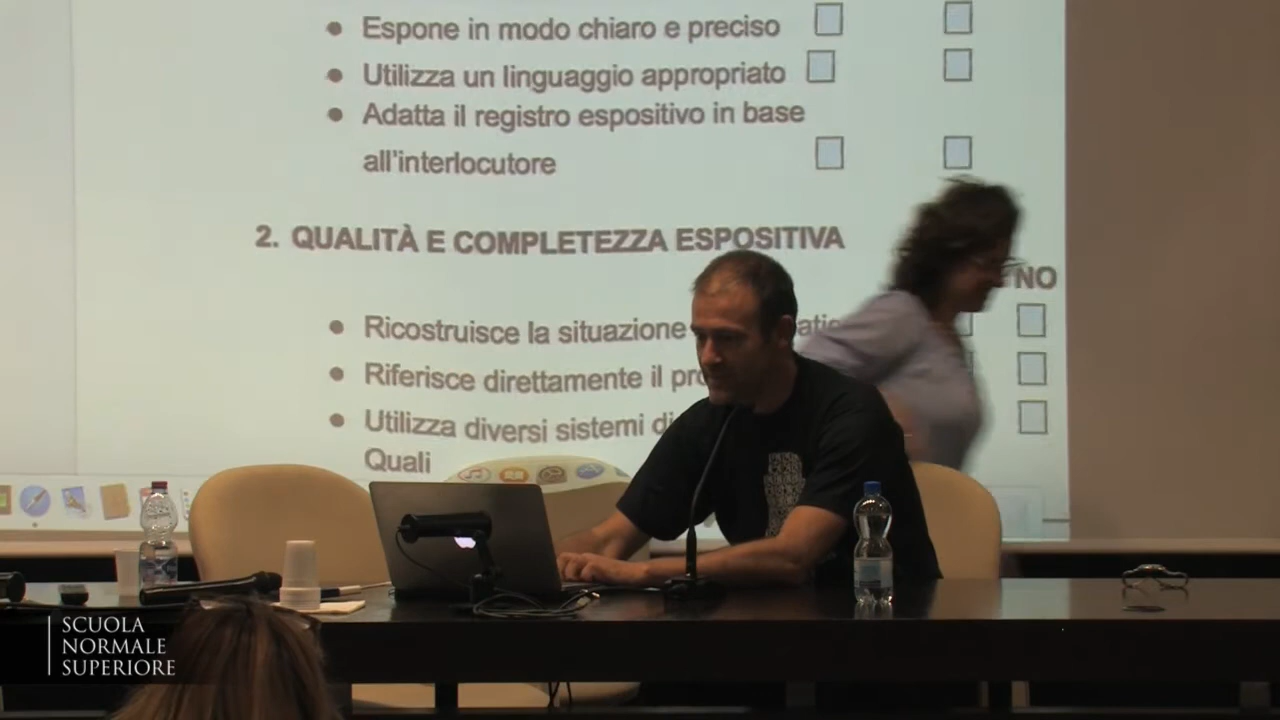 Espone in modo chiaro e preciso
Utilizza un linguaggio appropriato
Adatta il registro espositivo in base
all'interlocutore
2. QUALITÀ E COMPLETEZZA ESPOSITIVA
NO
Ricostruisce la situazione
Riferisce direttamente il
Utilizza diversi sistemi di
Quali
SCUOLA
NORMALE
SUPERIORE